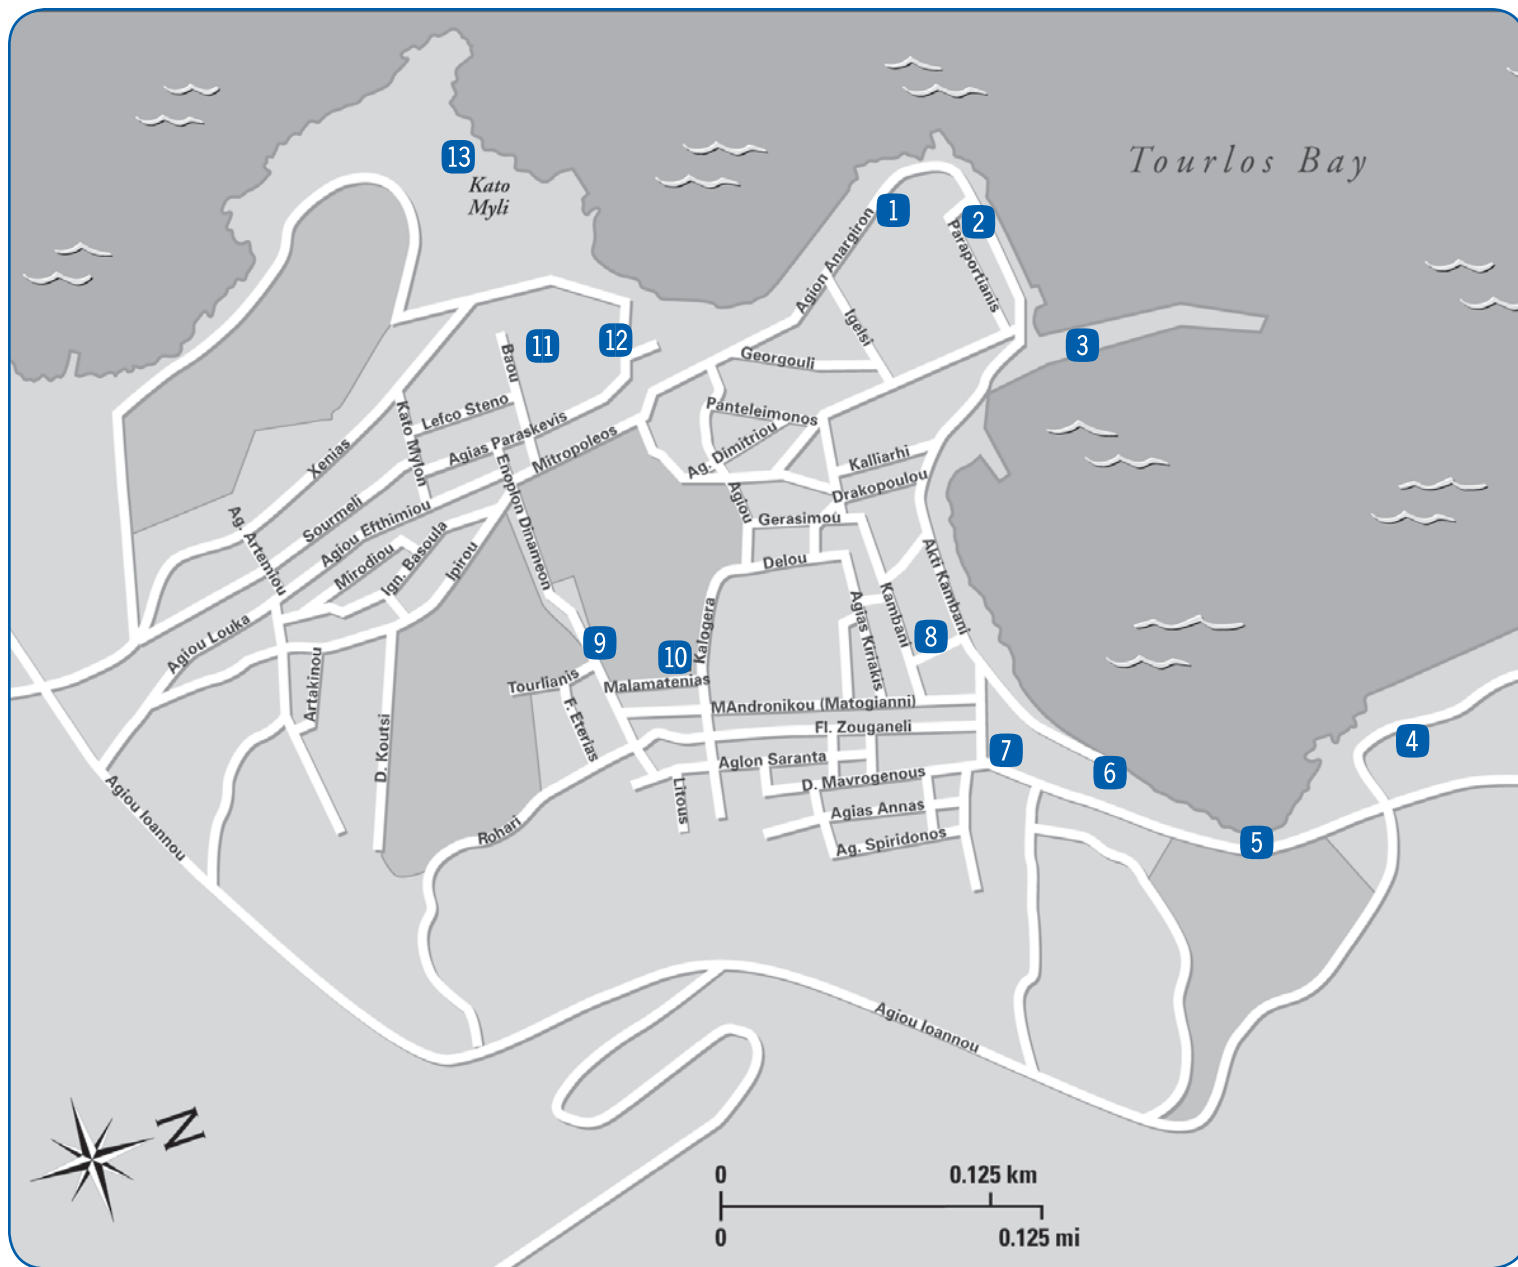 Tourlos Bay
13
Kato
Myli
1
2
Agion Anargiron
Paraportianis
Igelsi
3
12
11
Baou
Georgouli
Lefco Steno
Kato Mylon
Agias Paraskevis
Mitropoleos
Panteleimonos
Ag. Dimitriou
Kalliarhi
Drakopoulou
Xenias
Sourmeli
Agiou Efthimiou
Enoplon Dinameon
Agiou
Gerasimou
Ag. Artemiou
Mirodiou
Ign. Basoula
Ipirou
Delou
Akti Kambani
Kambani
Agias Kiriakis
Kalogera
Agiou Louka
9
10
8
Artakinou
Tourlianis
Malamatenias
F. Eterias
MAndronikou (Matogianni)
Fl. Zouganeli
D. Koutsi
Aglon Saranta
7
6
4
D. Mavrogenous
Litous
Agias Annas
Ag. Spiridonos
5
Agiou Ioannou
Rohari
Agiou Ioannou
N
0
0.125 km
0
0.125 mi